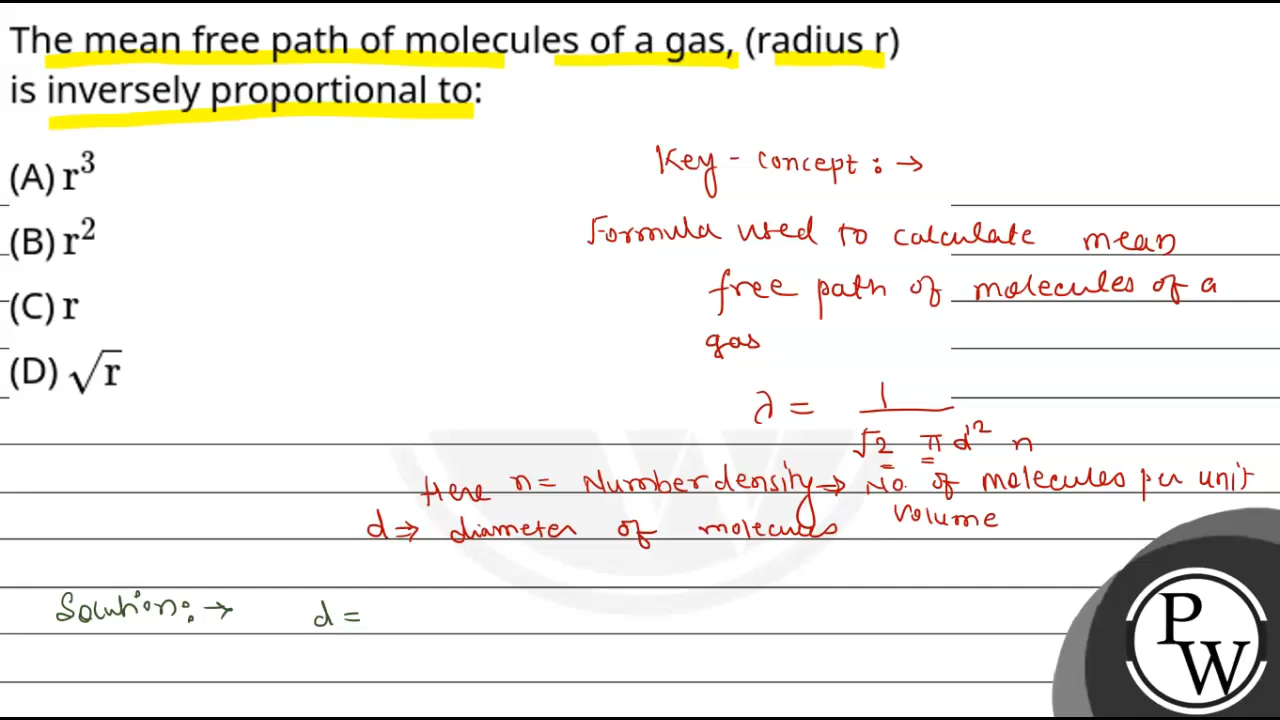 The mean free path of molecules of a gas, (radius r)
is inversely proportional to:
(A) r³
(B) r²
(C) r
(D) √r
Key - concept : →
Formula used to calculate mean
free path of molecules of a
gas
λ = 1 / √2 π d² n
Here n = Number density ⇒ No. of molecules per unit
volume
d ⇒ diameter of molecules
Solution: → d =
P
W